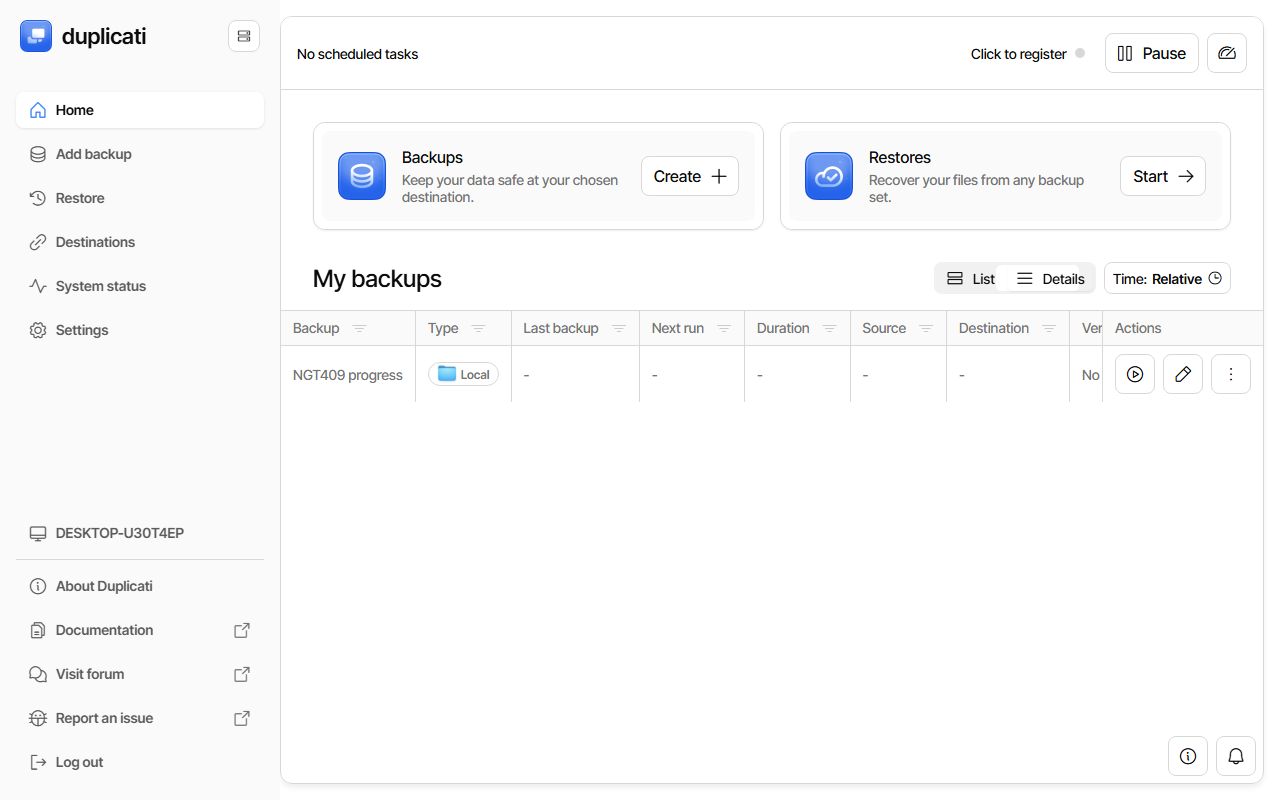 duplicati
Home
Add backup
Restore
Destinations
System status
Settings
DESKTOP-U30T4EP
About Duplicati
Documentation
Visit forum
Report an issue
Log out
No scheduled tasks
Click to register
Pause
Backups
Keep your data safe at your chosen
destination.
Create
Restores
Recover your files from any backup
set.
Start
My backups
List
Details
Time: Relative
Backup Type Last backup Next run Duration Source Destination Ver Actions
NGT409 progress Local - - - - - No